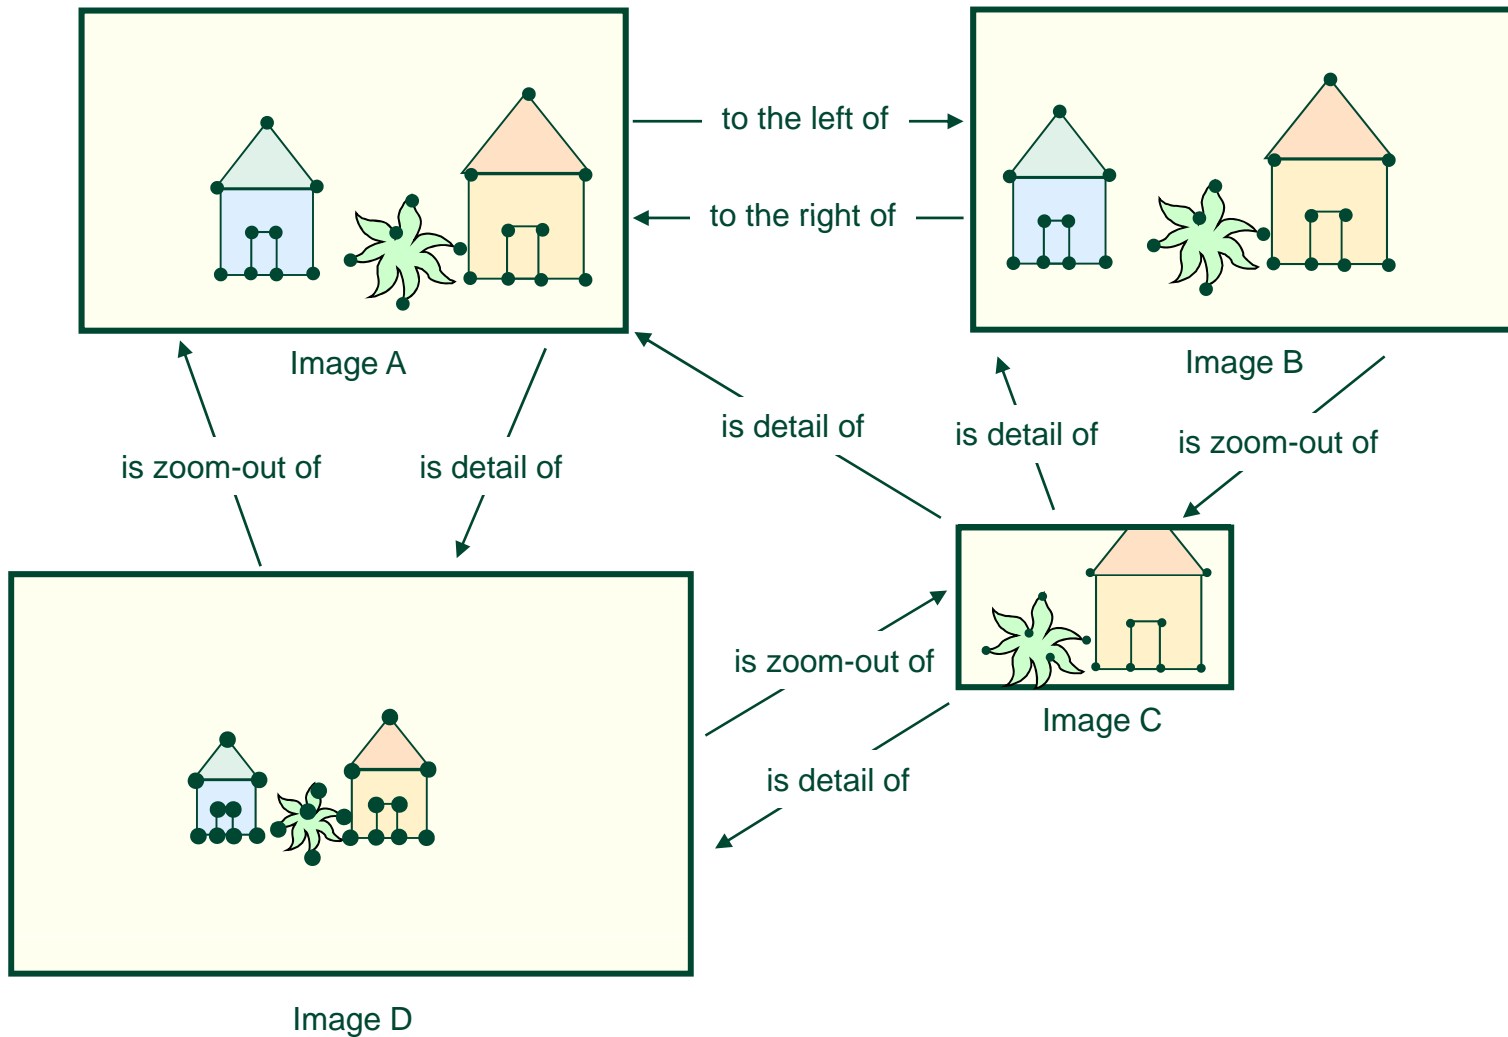 to the left of
to the right of
Image A
Image B
is detail of
is detail of
is zoom-out of
is zoom-out of
is detail of
is zoom-out of
Image C
is detail of
Image D